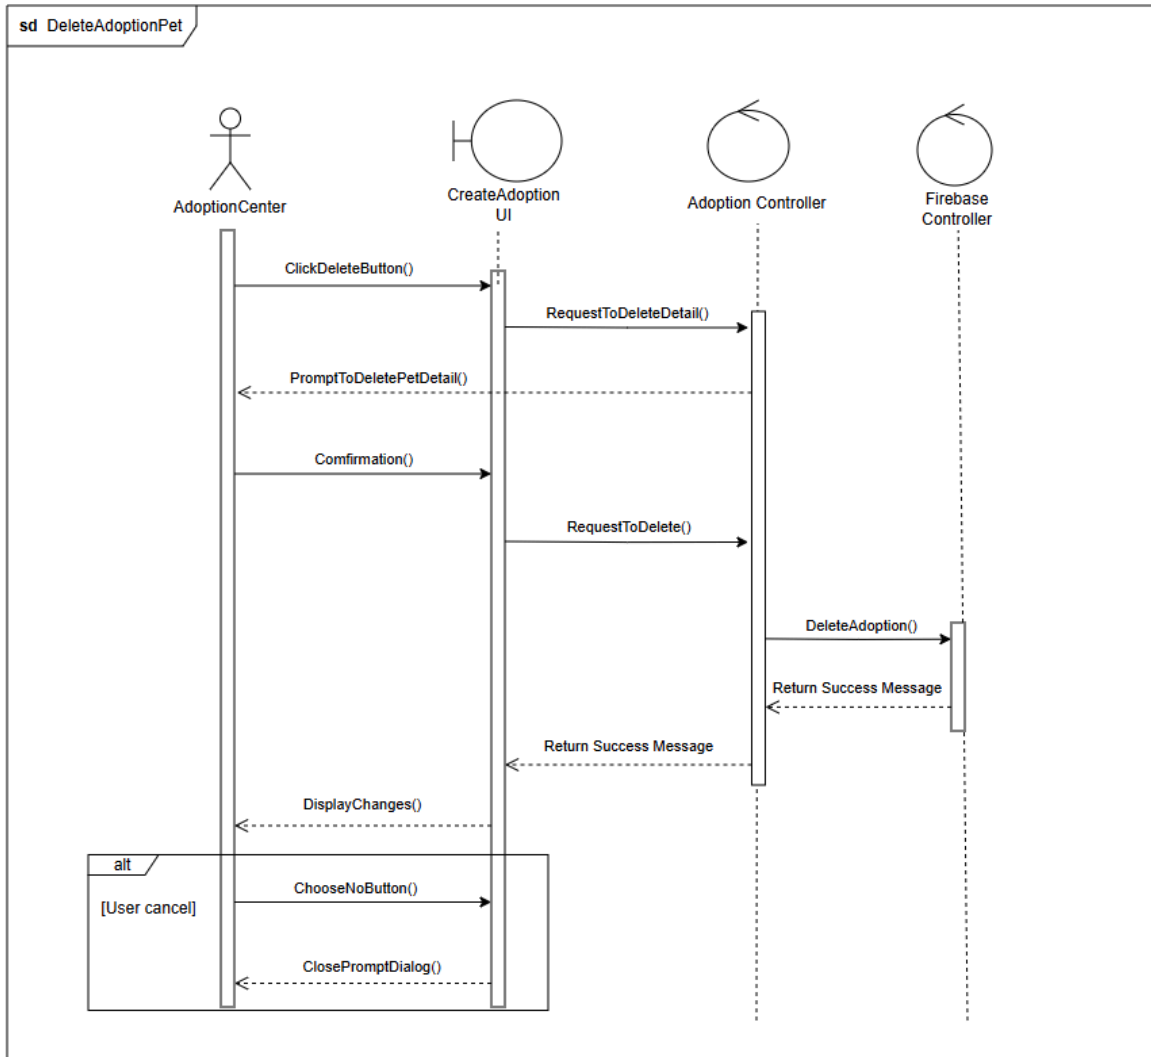 sd DeleteAdoptionPet
AdoptionCenter
CreateAdoption
UI
Adoption Controller
Firebase
Controller
ClickDeleteButton()
RequestToDeleteDetail()
PromptToDeletePetDetail()
Comfirmation()
RequestToDelete()
DeleteAdoption()
Return Success Message
Return Success Message
DisplayChanges()
alt
ChooseNoButton()
[User cancel]
ClosePromptDialog()